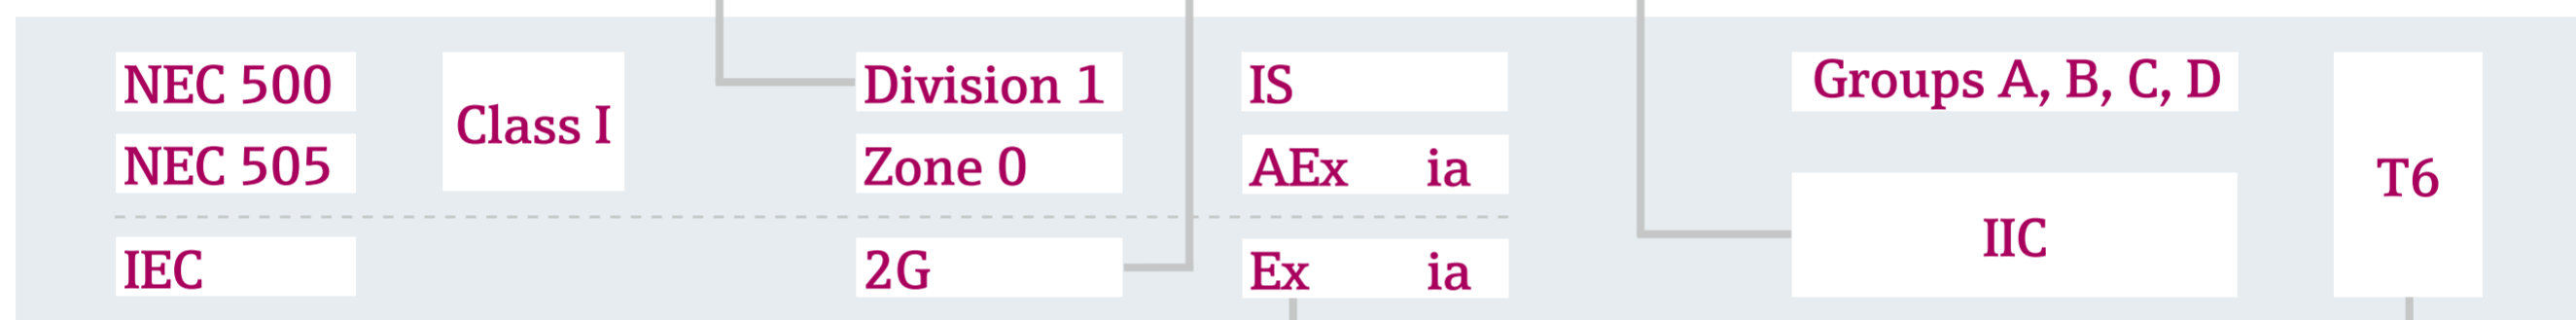 NEC 500
Class I
Division 1
IS
Groups A, B, C, D
T6
NEC 505
Zone 0
AEx ia
IIC
IEC
2G
Ex ia